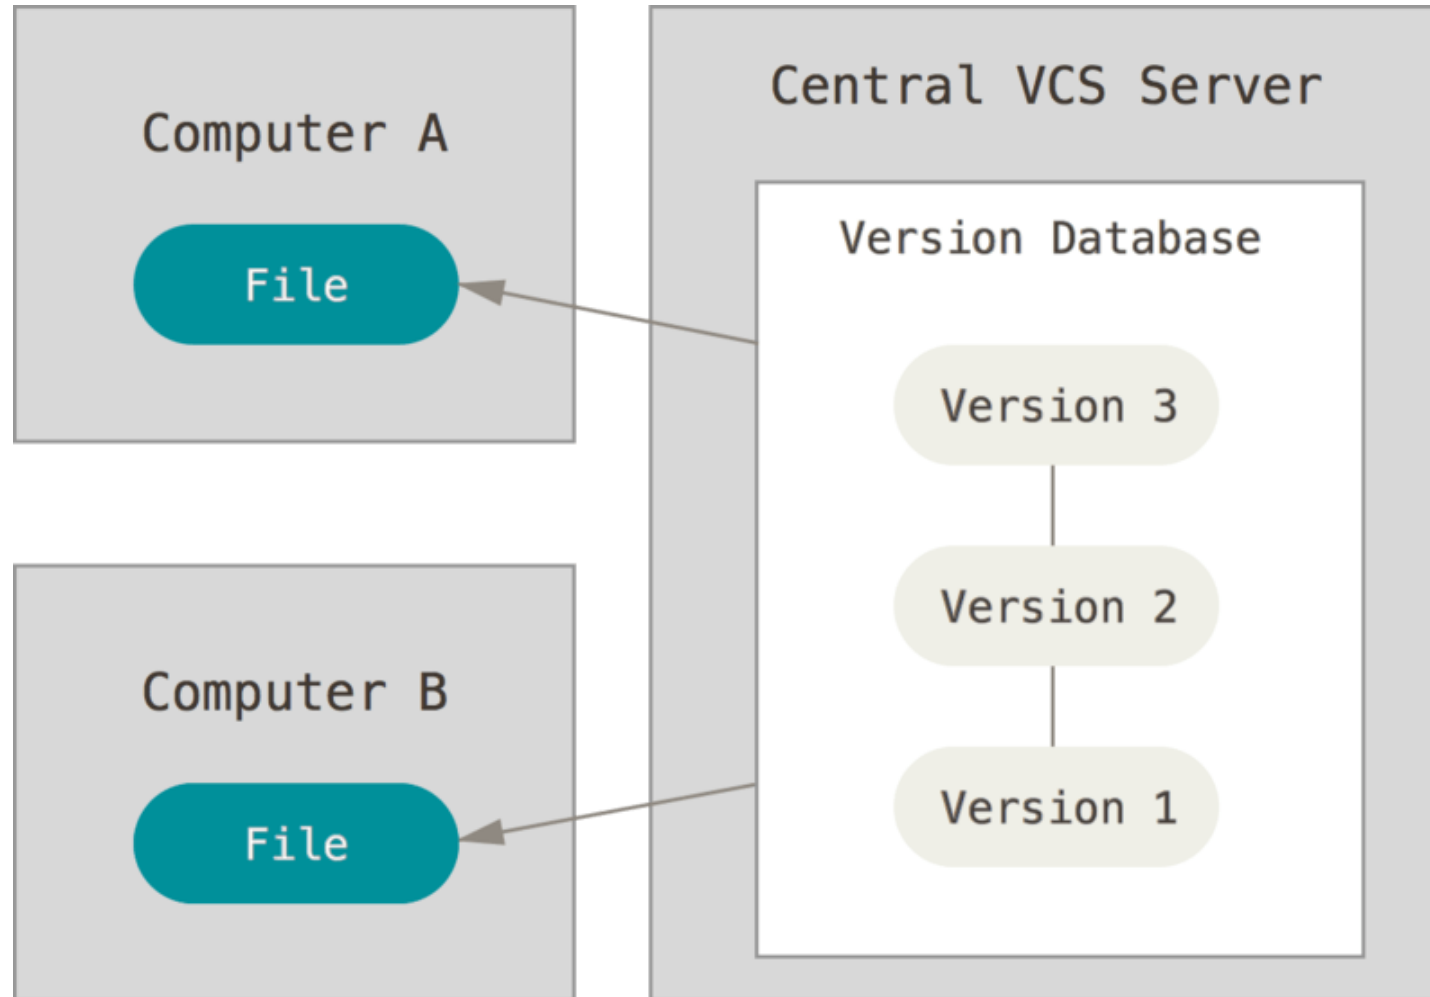 Computer A
File
Computer B
File
Central VCS Server
Version Database
Version 3
Version 2
Version 1